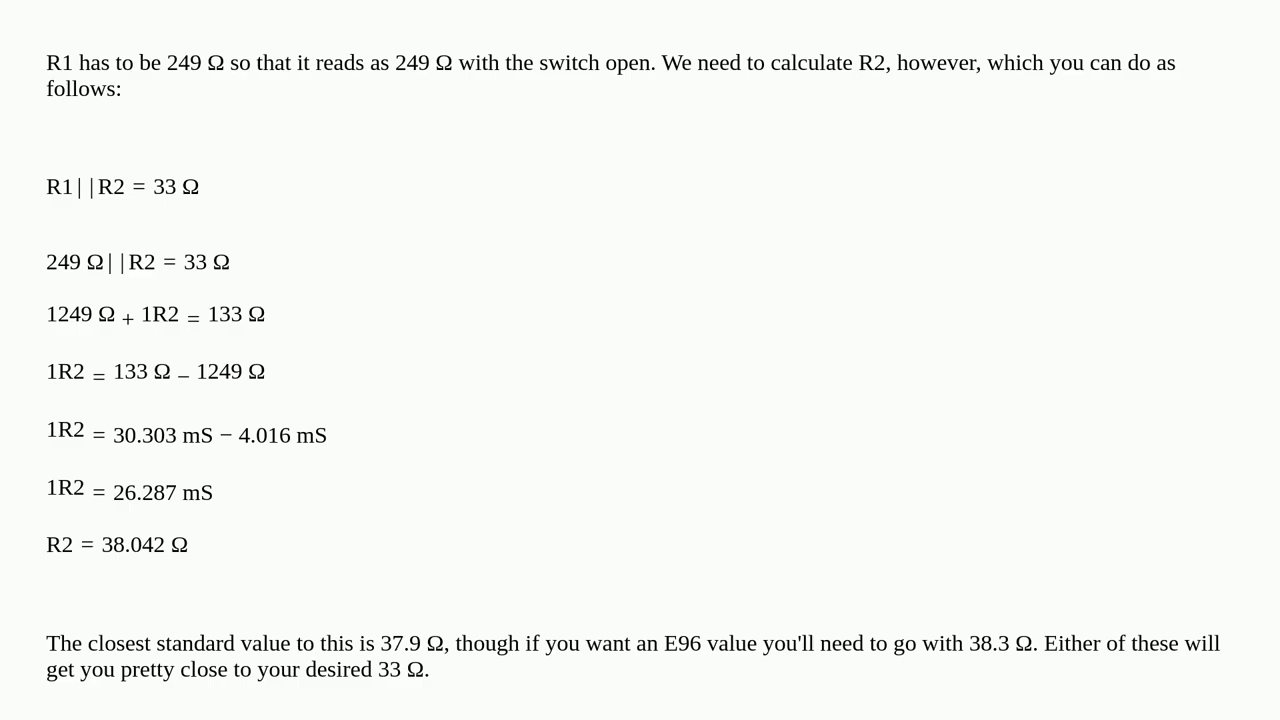 R1 has to be 249 Ω so that it reads as 249 Ω with the switch open. We need to calculate R2, however, which you can do as
follows:
R1||R2 = 33 Ω
249 Ω||R2 = 33 Ω
1249 Ω + 1R2 = 133 Ω
1R2 = 133 Ω − 1249 Ω
1R2 = 30.303 mS − 4.016 mS
1R2 = 26.287 mS
R2 = 38.042 Ω
The closest standard value to this is 37.9 Ω, though if you want an E96 value you'll need to go with 38.3 Ω. Either of these will
get you pretty close to your desired 33 Ω.